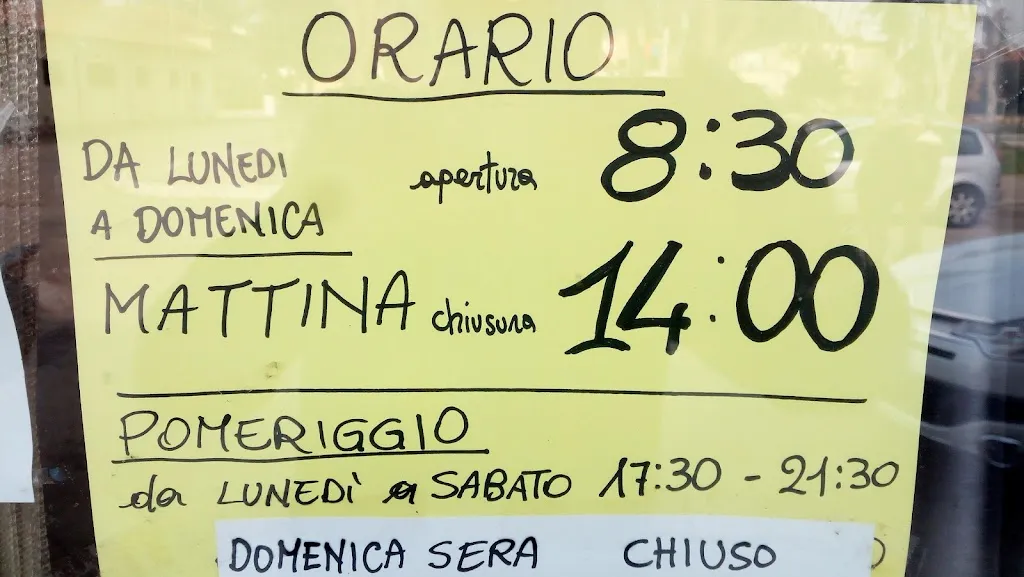 ORARIO
DA LUNEDI apertura 8:30
A DOMENICA
MATTINA chiusura 14:00
POMERIGGIO
da LUNEDÌ a SABATO 17:30 - 21:30
DOMENICA SERA CHIUSO